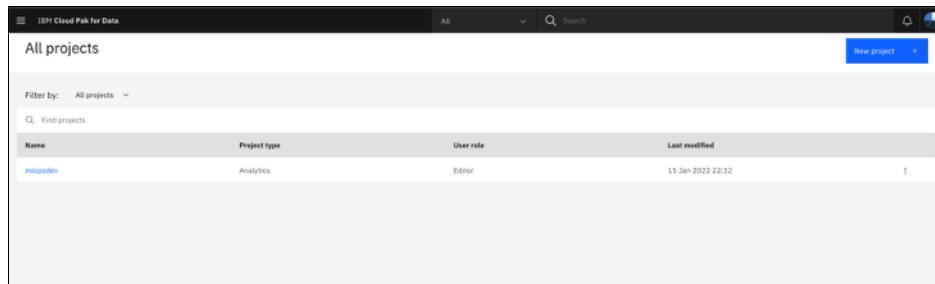 IBM Cloud Pak for Data All Search
All projects
New project +
Filter by: All projects
Find projects
Name Project type User role Last modified
mlopsdev Analytics Editor 15 Jan 2022 22:32